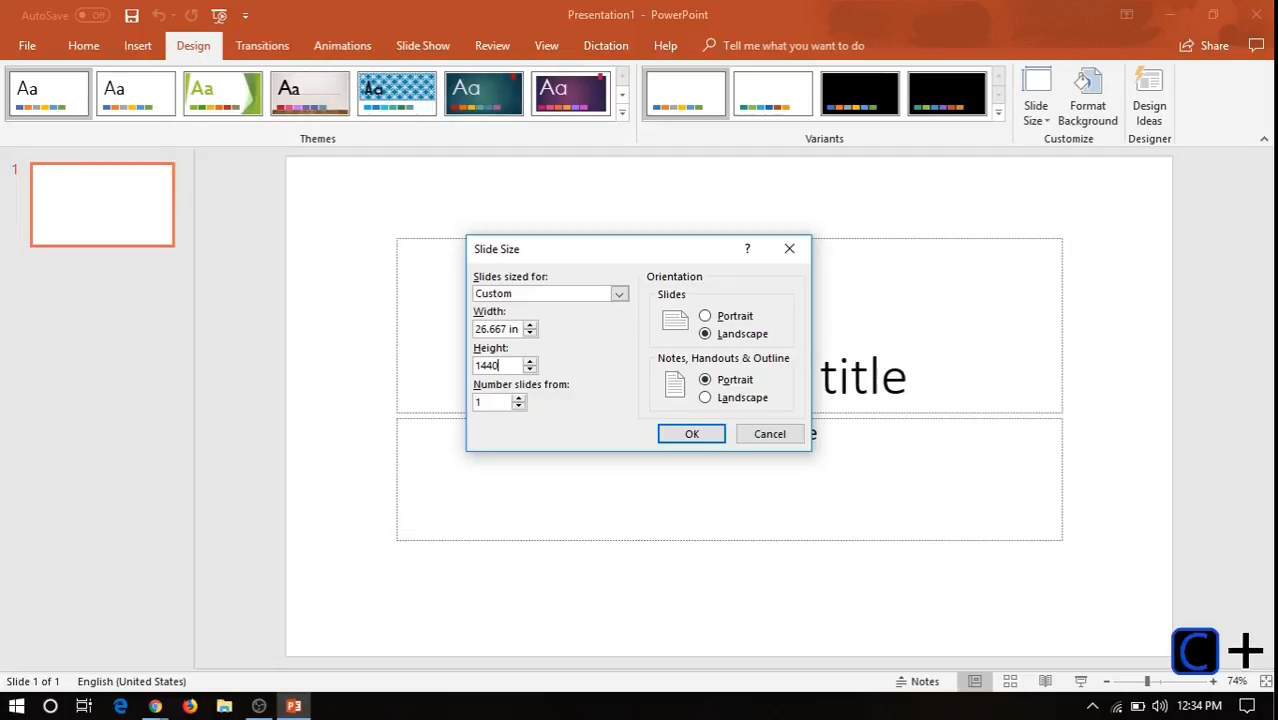 AutoSave Off Presentation1 - PowerPoint
File Home Insert Design Transitions Animations Slide Show Review View Dictation Help Tell me what you want to do Share
Aa Aa Aa Aa Aa Aa Aa Slide Size Format Background Design Ideas
Themes Variants Customize Designer
1
Slide Size ? 
Slides sized for: Orientation
Custom Slides
Width: Portrait
26.667 in Landscape
Height: Notes, Handouts & Outline
1440 Portrait title
Number slides from: Landscape
1
OK Cancel e
C +
Slide 1 of 1 English (United States) Notes 74%
12:34 PM